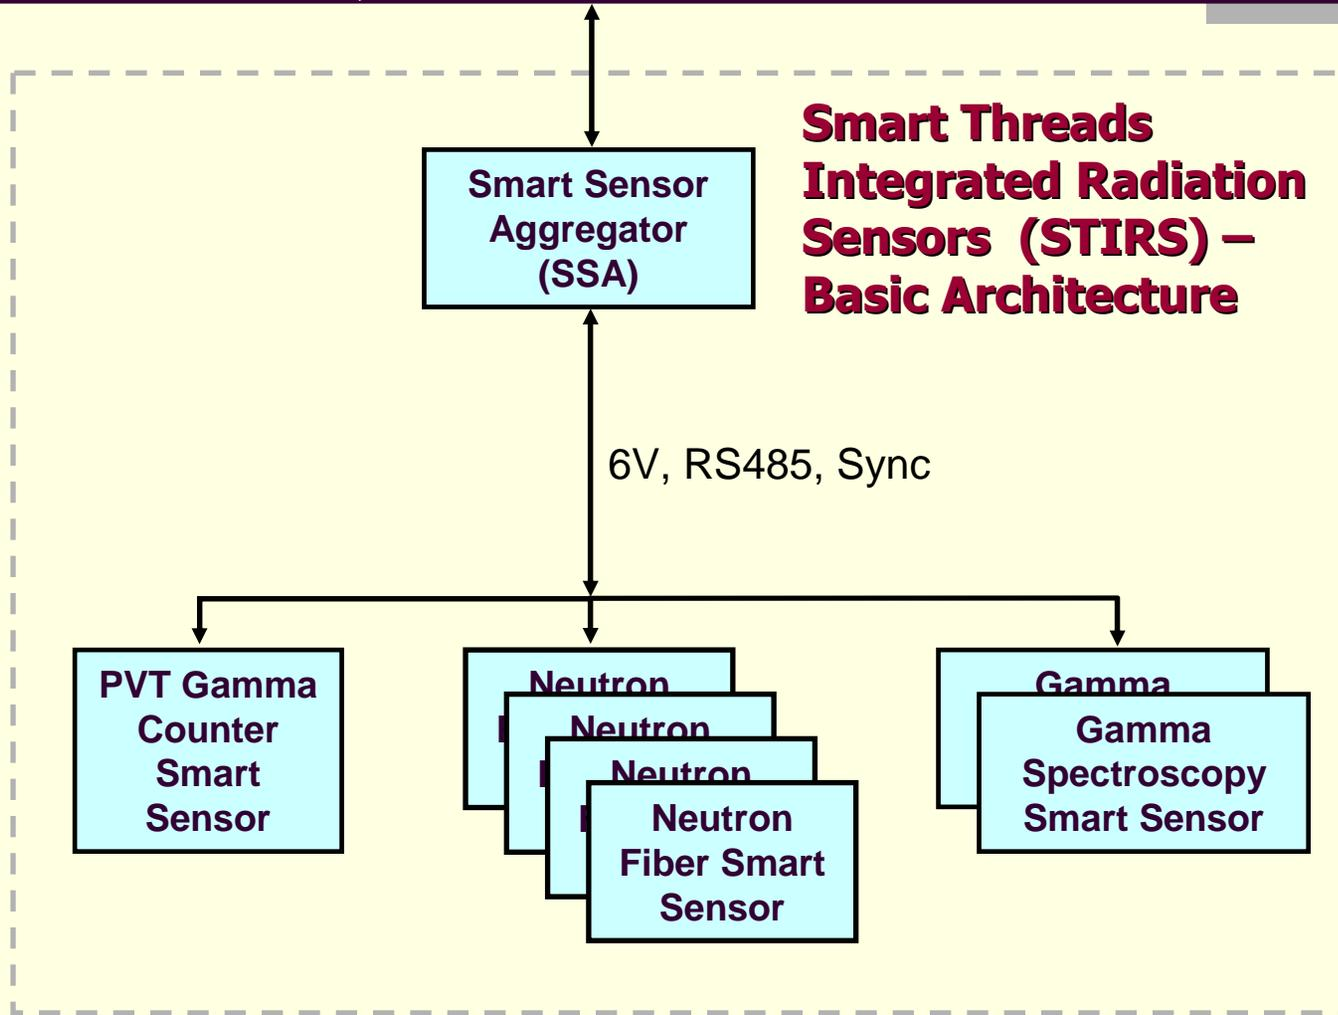 Smart Threads
Integrated Radiation
Sensors (STIRS) –
Basic Architecture
Smart Sensor
Aggregator
(SSA)
6V, RS485, Sync
PVT Gamma
Counter
Smart
Sensor
Neutron
Neutron
Neutron
Neutron
Fiber Smart
Sensor
Gamma
Gamma
Spectroscopy
Smart Sensor